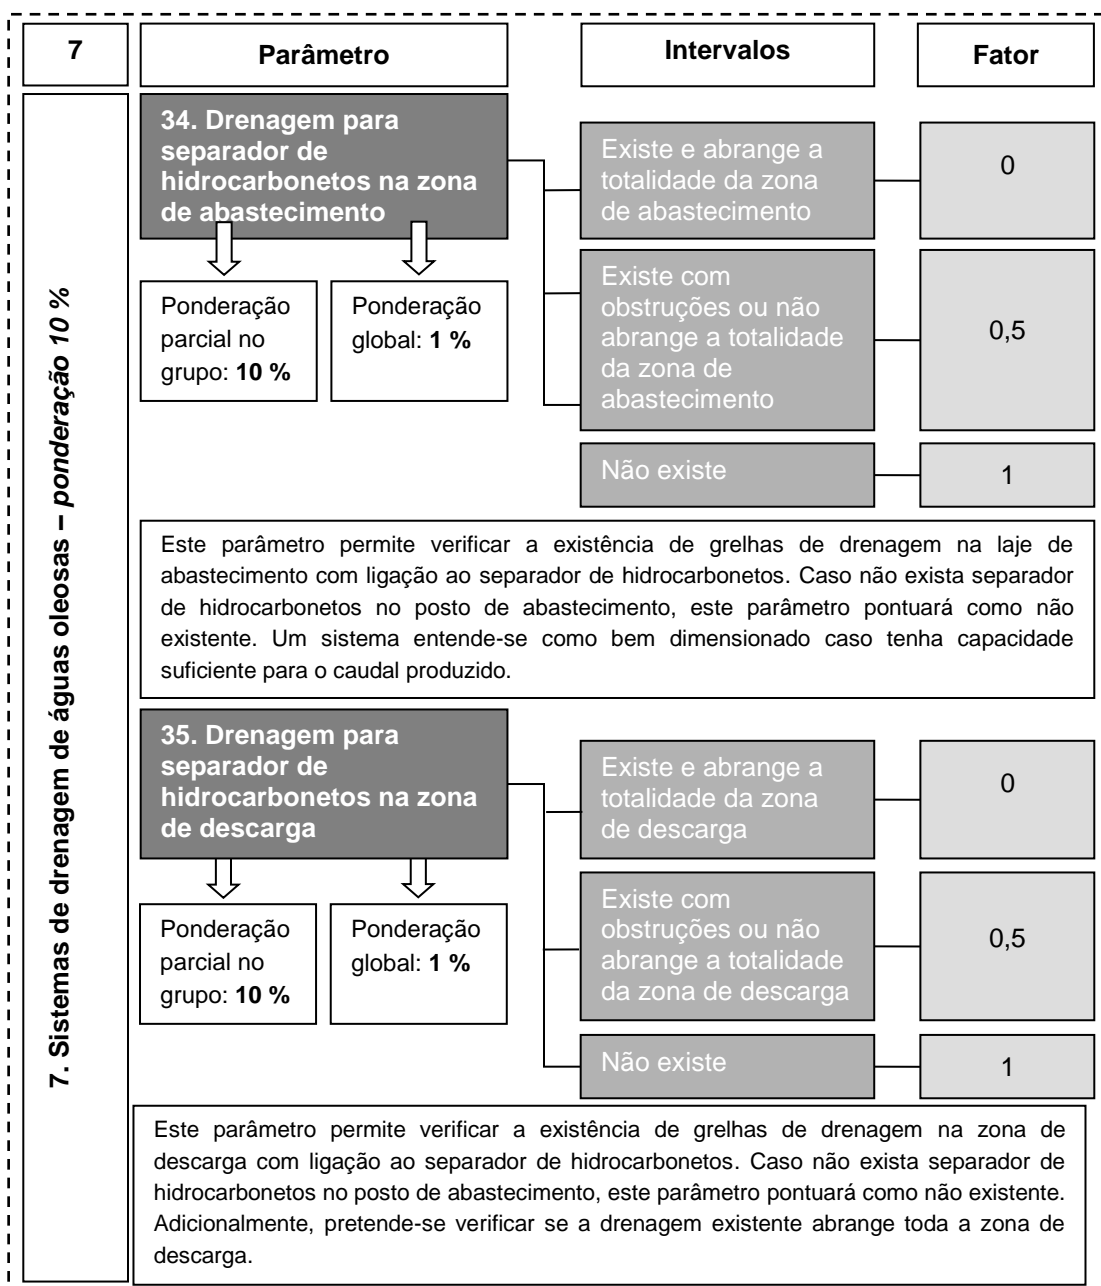 7
Parâmetro
Intervalos
Fator
7. Sistemas de drenagem de águas oleosas – ponderação 10 %
34. Drenagem para
separador de
hidrocarbonetos na zona
de abastecimento
Ponderação
parcial no
grupo: 10 %
Ponderação
global: 1 %
Existe e abrange a
totalidade da zona
de abastecimento
0
Existe com
obstruções ou não
abrange a totalidade
da zona de
abastecimento
0,5
Não existe
1
Este parâmetro permite verificar a existência de grelhas de drenagem na laje de
abastecimento com ligação ao separador de hidrocarbonetos. Caso não exista separador
de hidrocarbonetos no posto de abastecimento, este parâmetro pontuará como não
existente. Um sistema entende-se como bem dimensionado caso tenha capacidade
suficiente para o caudal produzido.
35. Drenagem para
separador de
hidrocarbonetos na zona
de descarga
Ponderação
parcial no
grupo: 10 %
Ponderação
global: 1 %
Existe e abrange a
totalidade da zona
de descarga
0
Existe com
obstruções ou não
abrange a totalidade
da zona de descarga
0,5
Não existe
1
Este parâmetro permite verificar a existência de grelhas de drenagem na zona de
descarga com ligação ao separador de hidrocarbonetos. Caso não exista separador de
hidrocarbonetos no posto de abastecimento, este parâmetro pontuará como não existente.
Adicionalmente, pretende-se verificar se a drenagem existente abrange toda a zona de
descarga.